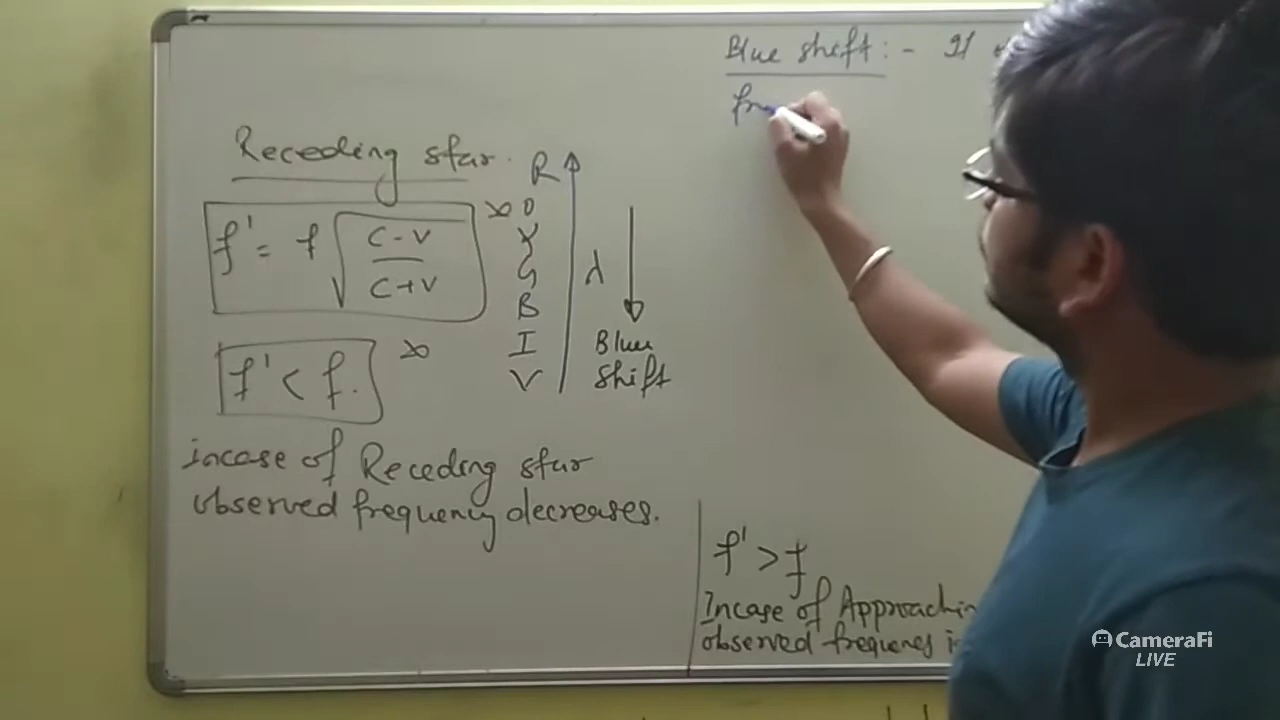 Receding star.
f' = f √(C-V / C+V)
f' < f.
incase of Receding star
observed frequency decreases.
R
O
Y
G
B
I
V
λ
Blue
Shift
Blue shift :- If
f' > f
Incase of Approachin
observed frequency i
CameraFi
LIVE